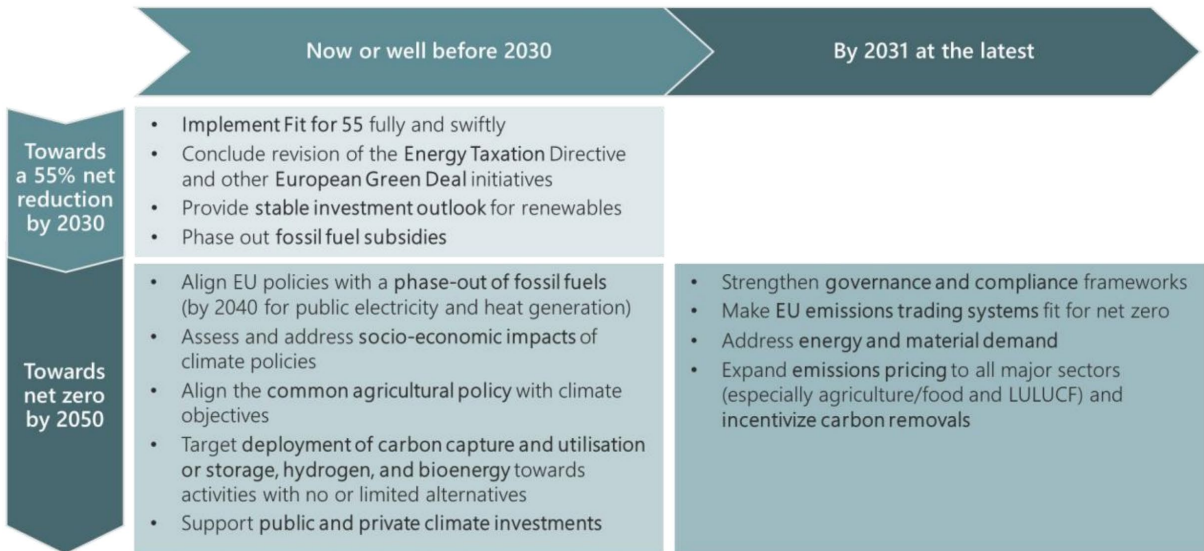 Now or well before 2030
By 2031 at the latest
Towards
a 55% net
reduction
by 2030
• Implement Fit for 55 fully and swiftly
• Conclude revision of the Energy Taxation Directive
and other European Green Deal initiatives
• Provide stable investment outlook for renewables
• Phase out fossil fuel subsidies
Towards
net zero
by 2050
• Align EU policies with a phase-out of fossil fuels
(by 2040 for public electricity and heat generation)
• Assess and address socio-economic impacts of
climate policies
• Align the common agricultural policy with climate
objectives
• Target deployment of carbon capture and utilisation
or storage, hydrogen, and bioenergy towards
activities with no or limited alternatives
• Support public and private climate investments
• Strengthen governance and compliance frameworks
• Make EU emissions trading systems fit for net zero
• Address energy and material demand
• Expand emissions pricing to all major sectors
(especially agriculture/food and LULUCF) and
incentivize carbon removals